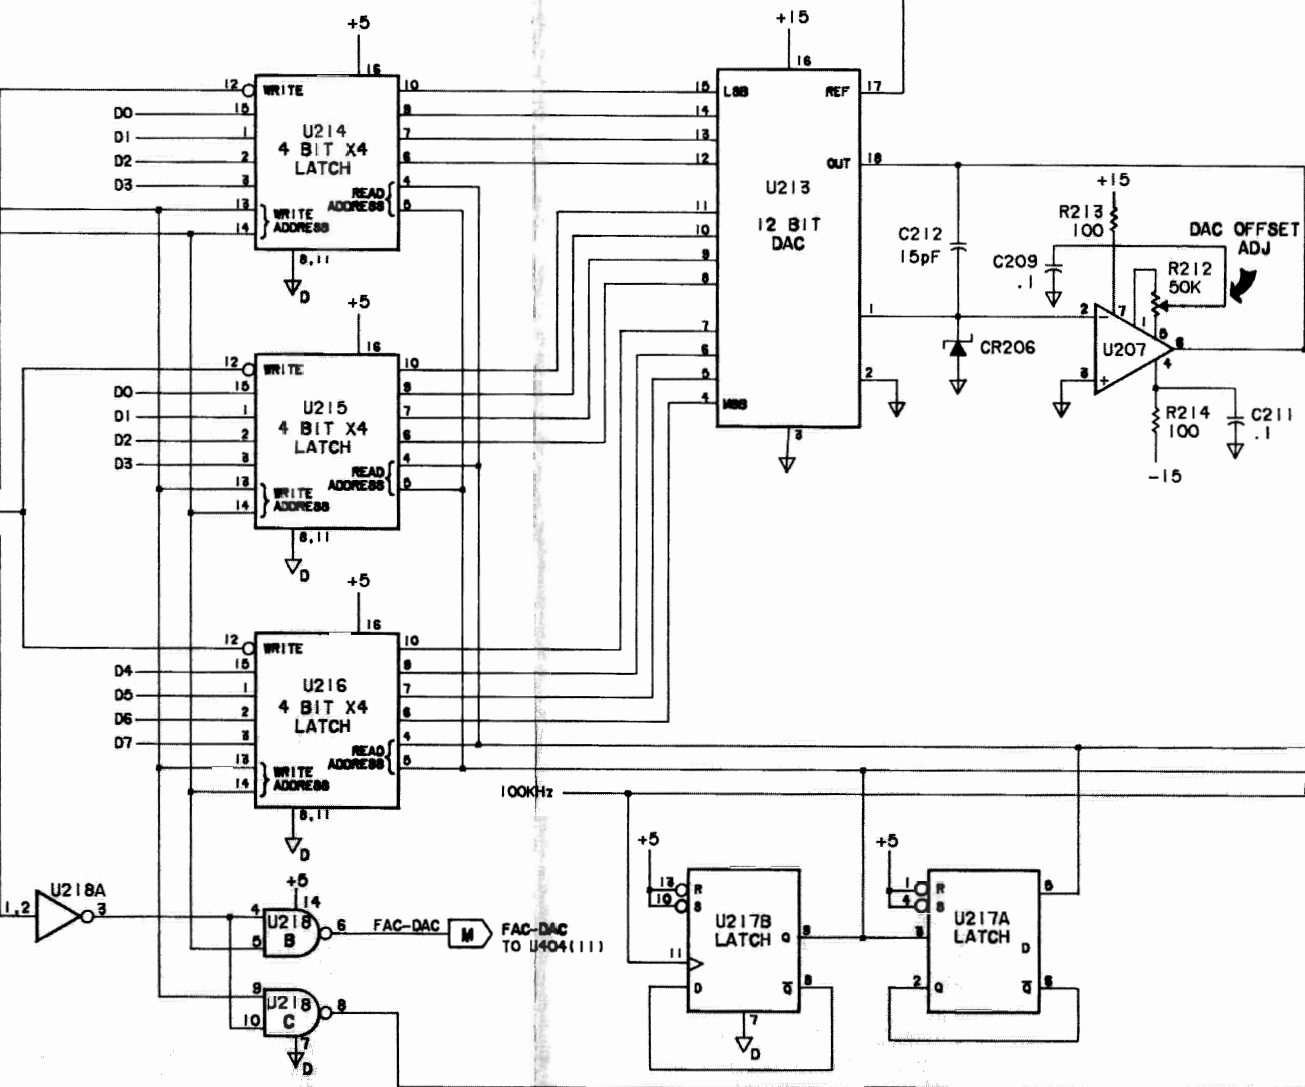 +5
16
12
WRITE
10
D0
15
9
D1
1
U214
7
D2
2
4 BIT X4
6
D3
3
LATCH
4
READ
ADDRESS
5
13
WRITE
14
ADDRESS
8,11
D
+5
16
12
WRITE
10
D0
15
9
D1
1
U215
7
D2
2
4 BIT X4
6
D3
3
LATCH
4
READ
ADDRESS
5
13
WRITE
14
ADDRESS
8,11
D
+5
16
12
WRITE
10
D4
15
9
D5
1
U216
7
D6
2
4 BIT X4
6
D7
3
LATCH
4
READ
ADDRESS
5
13
WRITE
14
ADDRESS
8,11
D
+15
16
15
LSB
REF
17
14
13
12
OUT
18
U213
11
10
12 BIT
DAC
9
8
7
1
6
5
2
4
MSB
3
C212
15pF
CR206
+15
R213
100
C209
.1
DAC OFFSET
ADJ
R212
50K
2
7
1
5
U207
6
3
4
R214
100
C211
.1
-15
100KHz
U218A
1,2
3
+5
14
4
U218
B
5
6
FAC-DAC
M
FAC-DAC
TO U404(11)
9
U218
C
10
8
7
D
+5
13
R
10
S
U217B
LATCH
Q
9
11
D
Q
8
7
D
+5
1
R
4
S
5
U217A
LATCH
3
D
2
Q
Q
6